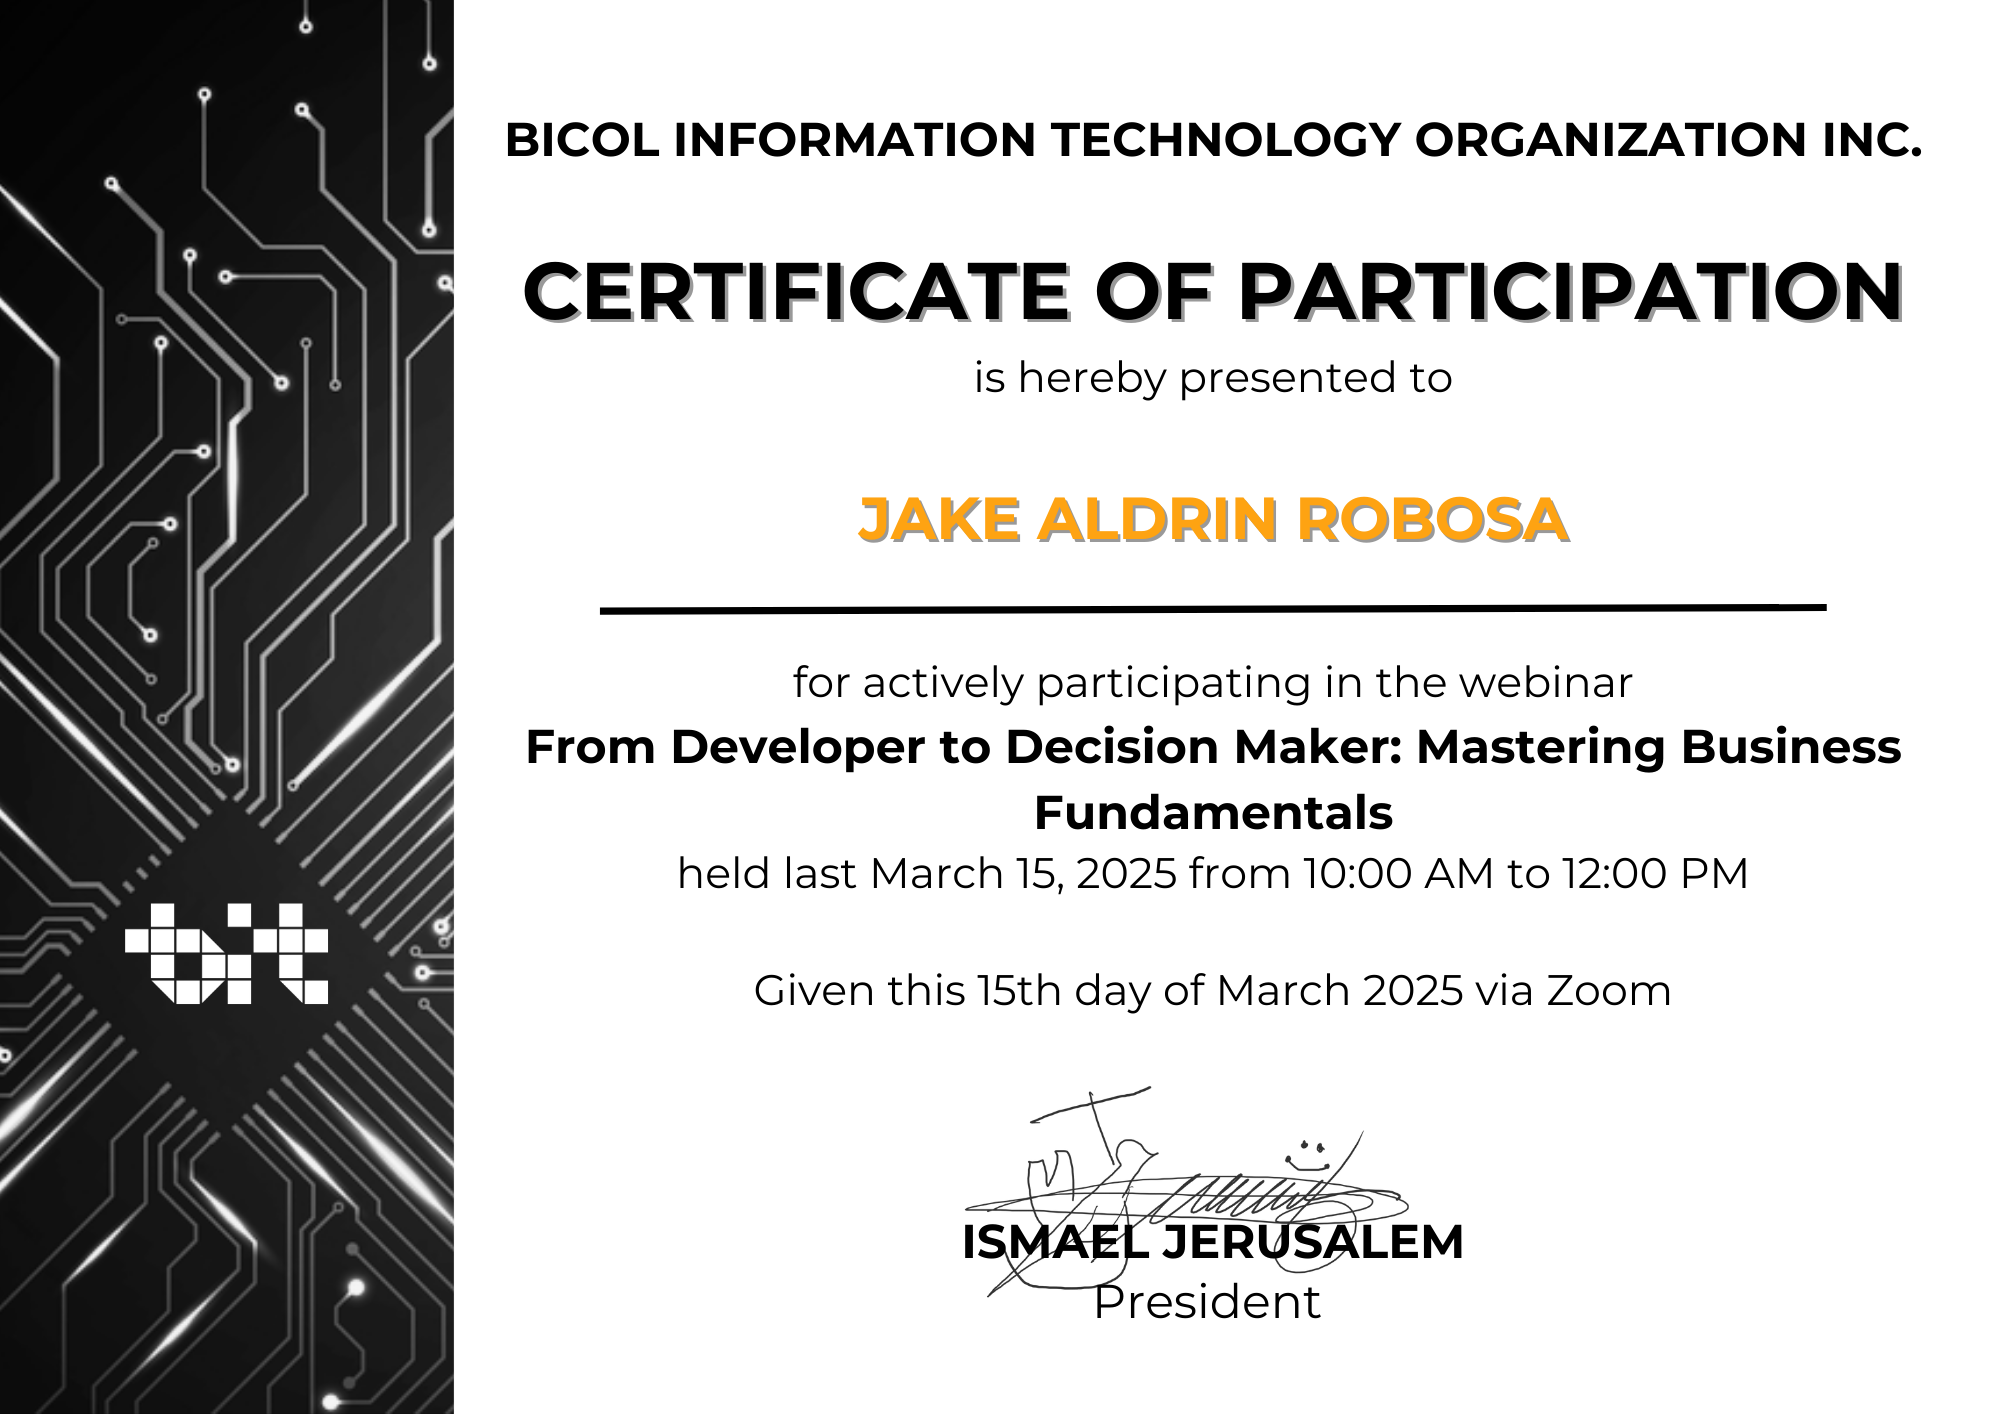 BICOL INFORMATION TECHNOLOGY ORGANIZATION INC.
CERTIFICATE OF PARTICIPATION
is hereby presented to
JAKE ALDRIN ROBOSA
for actively participating in the webinar
From Developer to Decision Maker: Mastering Business
Fundamentals
held last March 15, 2025 from 10:00 AM to 12:00 PM
Given this 15th day of March 2025 via Zoom
bit
ISMAEL JERUSALEM
President